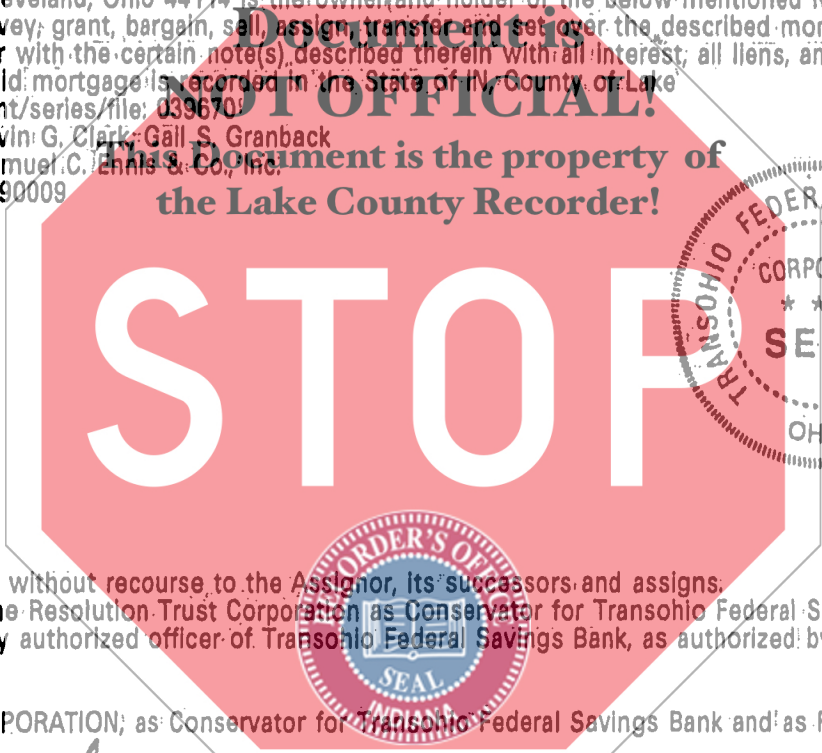 eveland, Ohio 44114 is the owner and holder of the below mentioned
vey, grant, bargain, sell, assign, transfer and set over the described mor
r with the certain note(s) described therein with all interest, all liens, an
id mortgage is recorded in the State of IN, County of Lake
nt/series/file: 039670
vin G. Clark Gail S. Granback
muel C. Ennis & Co., Inc.
90009
Document is
NOT OFFICIAL!
This Document is the property of
the Lake County Recorder!
STOP
TRANSOHIO FEDER
CORPO
* *
SE
OH
RECORDER'S OFFICE
SEAL
INDIANA
without recourse to the Assignor, its successors and assigns.
e Resolution Trust Corporation as Conservator for Transohio Federal S
y authorized officer of Transohio Federal Savings Bank, as authorized by
PORATION, as Conservator for Transohio Federal Savings Bank and as